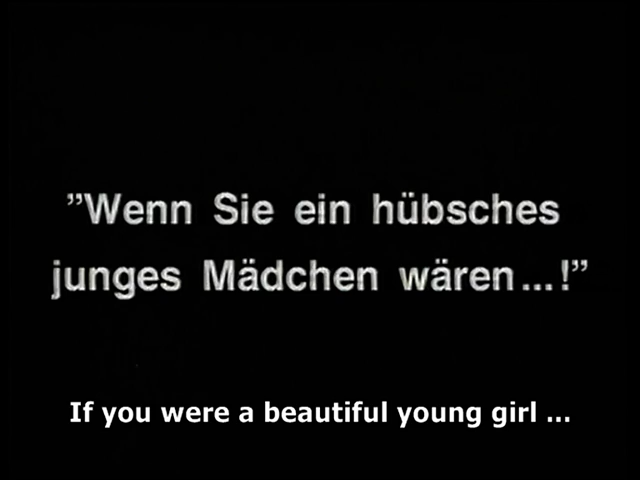 ”Wenn Sie ein hübsches
junges Mädchen wären...!”
If you were a beautiful young girl ...